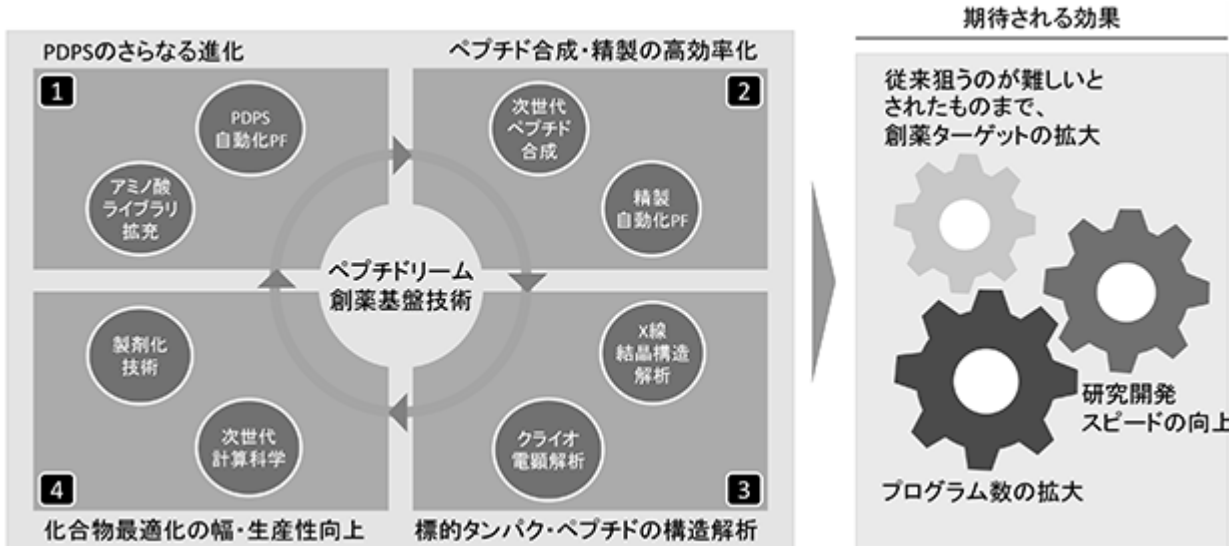 PDPSのさらなる進化
1
PDPS
自動化PF
アミノ酸
ライブラリ
拡充
ペプチド合成・精製の高効率化
2
次世代
ペプチド
合成
精製
自動化PF
ペプチドリーム
創薬基盤技術
X線
結晶構造
解析
クライオ
電顕解析
3
標的タンパク・ペプチドの構造解析
製剤化
技術
次世代
計算科学
4
化合物最適化の幅・生産性向上
期待される効果
従来狙うのが難しいと
されたものまで、
創薬ターゲットの拡大
研究開発
スピードの向上
プログラム数の拡大